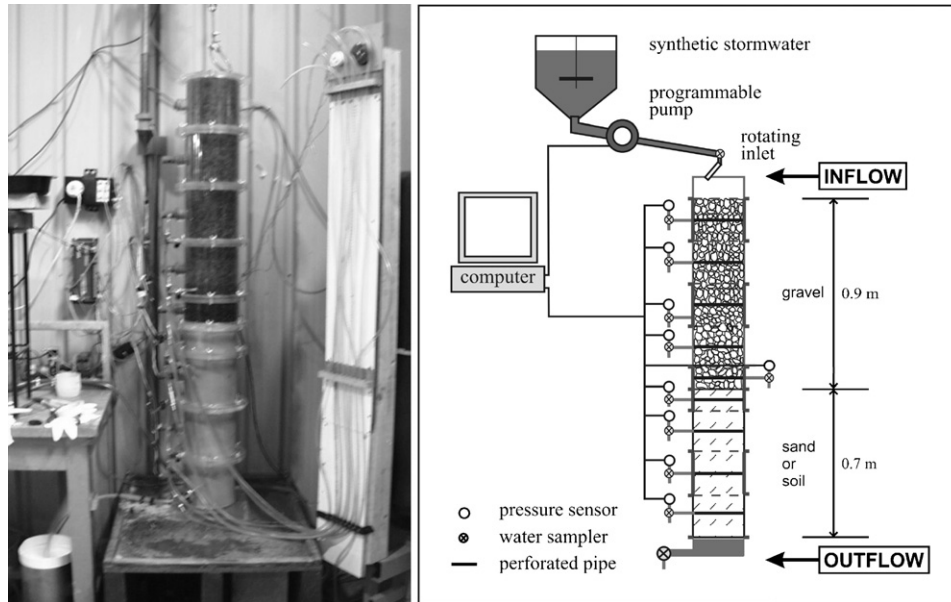 synthetic stormwater
programmable
pump
rotating
inlet
INFLOW
computer
gravel
0.9 m
sand
or
soil
0.7 m
pressure sensor
water sampler
perforated pipe
OUTFLOW